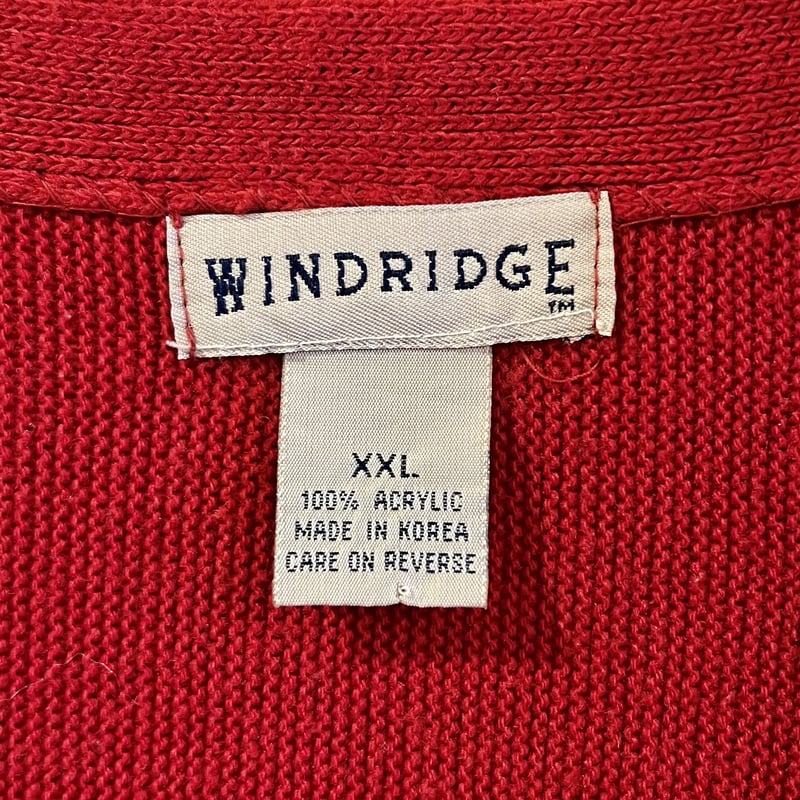 WINDRIDGE
TM
XXL
100% ACRYLIC
MADE IN KOREA
CARE ON REVERSE